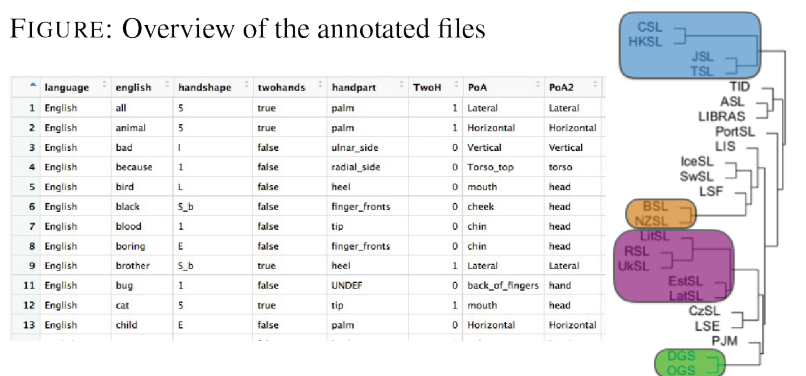 FIGURE: Overview of the annotated files
language english handshape twohands handpart TwoH PoA PoA2
1 English all 5 true palm 1 Lateral Lateral
2 English animal 5 true palm 1 Horizontal Horizontal
3 English bad I false ulnar_side 0 Vertical Vertical
4 English because 1 false radial_side 0 Torso_top torso
5 English bird L false heel 0 mouth head
6 English black S_b false finger_fronts 0 cheek head
7 English blood 1 false tip 0 chin head
8 English boring E false finger_fronts 0 chin head
9 English brother S_b true heel 1 Lateral Lateral
11 English bug 1 false UNDEF 0 back_of_fingers hand
12 English cat 5 true tip 1 mouth head
13 English child E false palm 0 Horizontal Horizontal
CSL
HKSL
JSL
TSL
TID
ASL
LIBRAS
PortSL
LIS
IceSL
SwSL
LSF
BSL
NZSL
LitSL
RSL
UkSL
EstSL
LatSL
CzSL
LSE
PJM
DGS
OGS